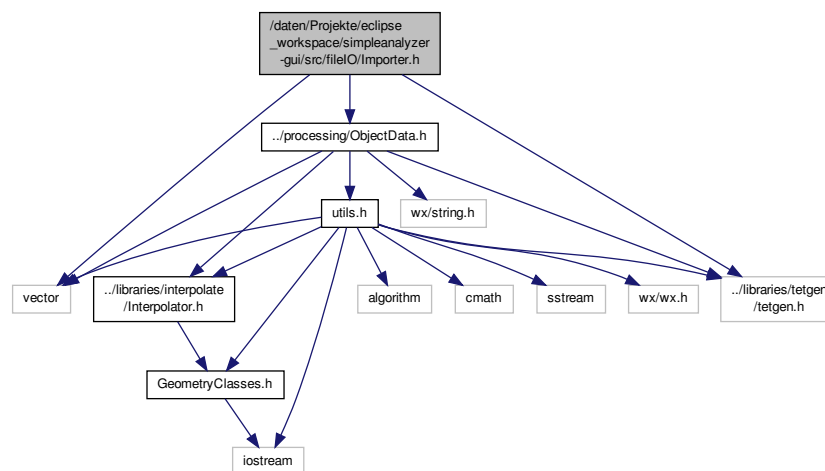 /daten/Projekte/eclipse
_workspace/simpleanalyzer
-gui/src/fileIO/Importer.h
../processing/ObjectData.h
utils.h
wx/string.h
vector
../libraries/interpolate
/Interpolator.h
algorithm
cmath
sstream
wx/wx.h
../libraries/tetgen
/tetgen.h
GeometryClasses.h
iostream